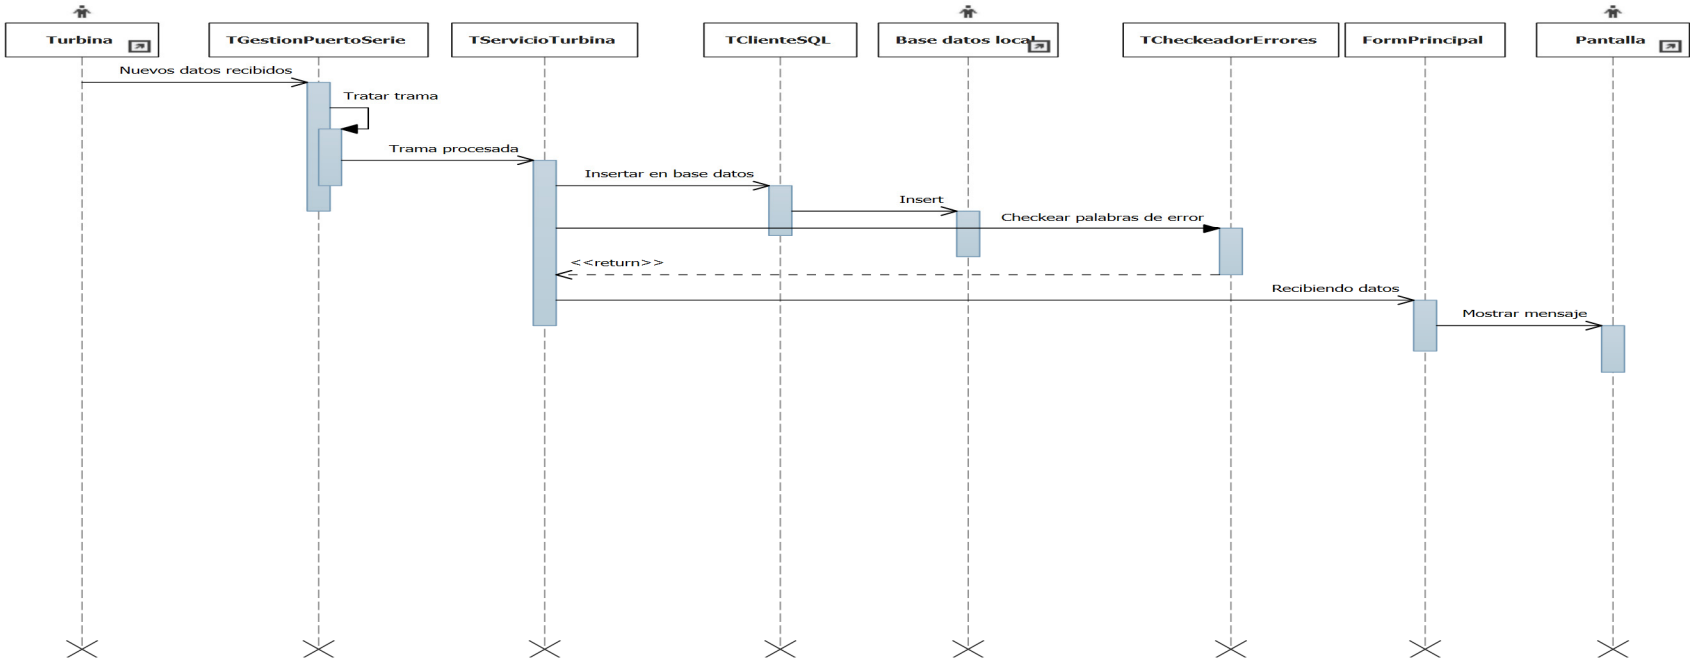 Turbina
TGestionPuertoSerie
TServicioTurbina
TClienteSQL
Base datos local
TCheckeadorErrores
FormPrincipal
Pantalla
Nuevos datos recibidos
Tratar trama
Trama procesada
Insertar en base datos
Insert
Checkear palabras de error
<<return>>
Recibiendo datos
Mostrar mensaje